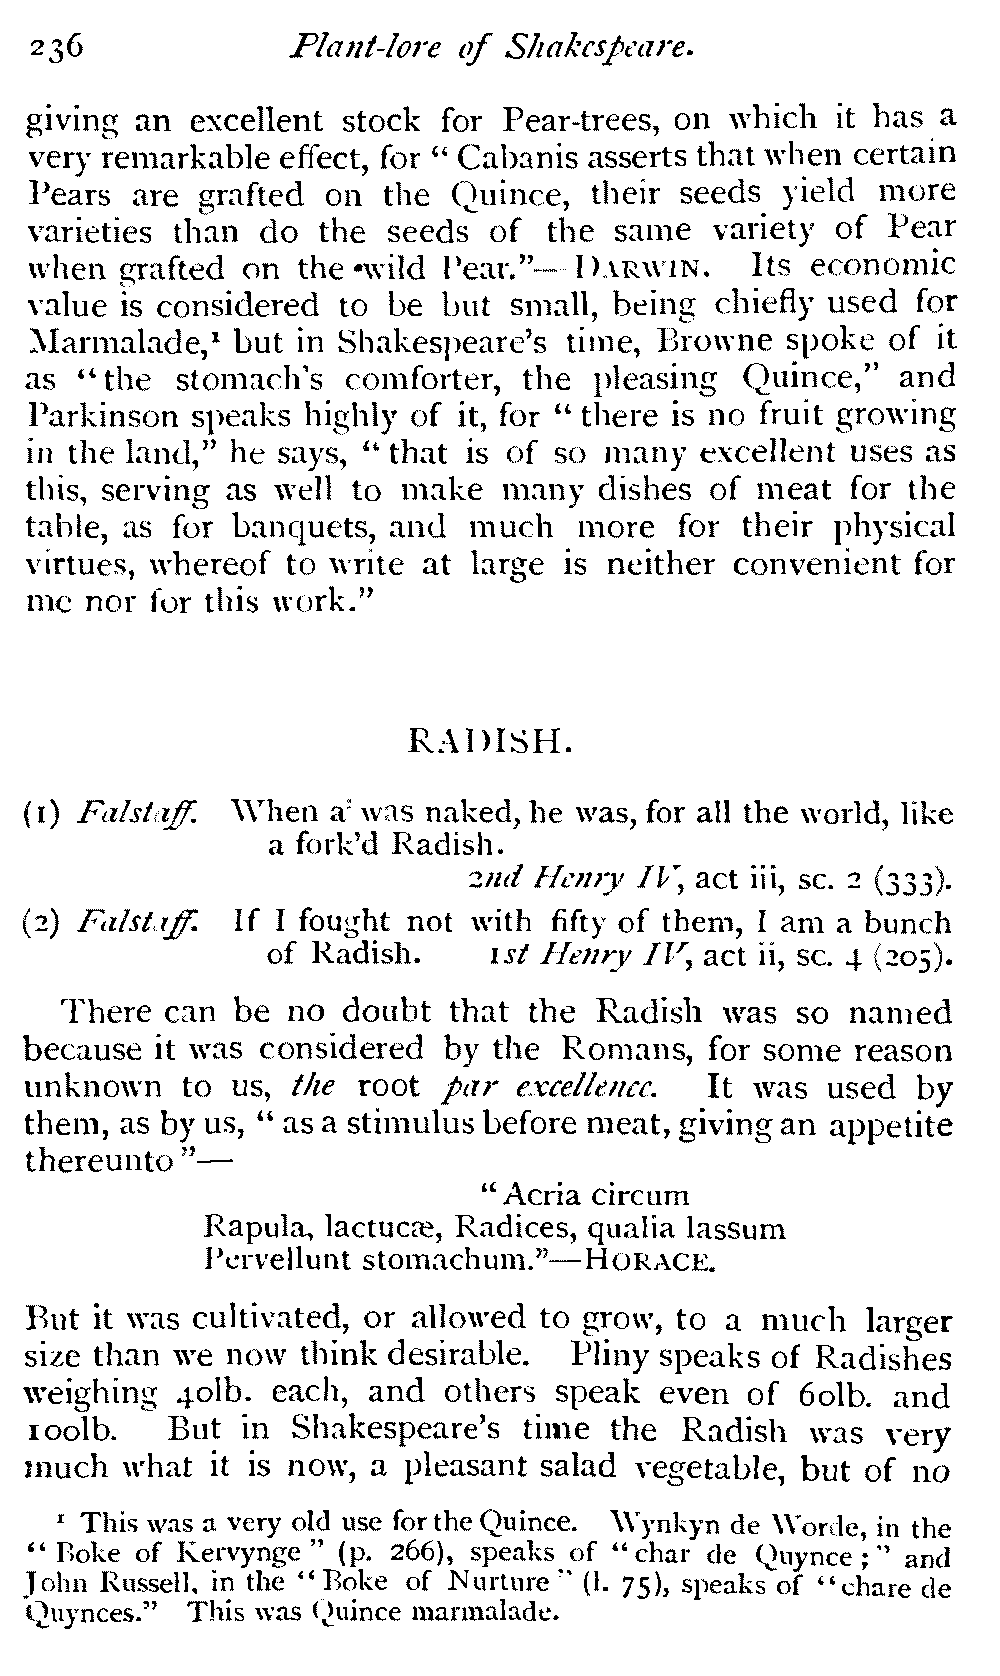 236 Plant-lore of Shakespeare.
giving an excellent stock for Pear-trees, on which it has a
very remarkable effect, for “ Cabanis asserts that when certain
Pears are grafted on the Quince, their seeds yield more
varieties than do the seeds of the same variety of Pear
when grafted on the wild Pear.”—DARWIN. Its economic
value is considered to be but small, being chiefly used for
Marmalade,¹ but in Shakespeare’s time, Browne spoke of it
as “the stomach’s comforter, the pleasing Quince,” and
Parkinson speaks highly of it, for “ there is no fruit growing
in the land,” he says, “ that is of so many excellent uses as
this, serving as well to make many dishes of meat for the
table, as for banquets, and much more for their physical
virtues, whereof to write at large is neither convenient for
me nor for this work.”
RADISH.
(1) Falstaff. When a’ was naked, he was, for all the world, like
a fork’d Radish.
2nd Henry IV, act iii, sc. 2 (333).
(2) Falstaff. If I fought not with fifty of them, I am a bunch
of Radish. 1st Henry IV, act ii, sc. 4 (205).
There can be no doubt that the Radish was so named
because it was considered by the Romans, for some reason
unknown to us, the root par excellence. It was used by
them, as by us, “ as a stimulus before meat, giving an appetite
thereunto ”—
“ Acria circum
Rapula, lactucæ, Radices, qualia lassum
Pervellunt stomachum.”—HORACE.
But it was cultivated, or allowed to grow, to a much larger
size than we now think desirable. Pliny speaks of Radishes
weighing 40lb. each, and others speak even of 60lb. and
100lb. But in Shakespeare’s time the Radish was very
much what it is now, a pleasant salad vegetable, but of no
¹ This was a very old use for the Quince. Wynkyn de Worde, in the
“ Boke of Kervynge ” (p. 266), speaks of “char de Quynce ; ” and
John Russell, in the “Boke of Nurture” (l. 75), speaks of “chare de
Quynces.” This was Quince marmalade.